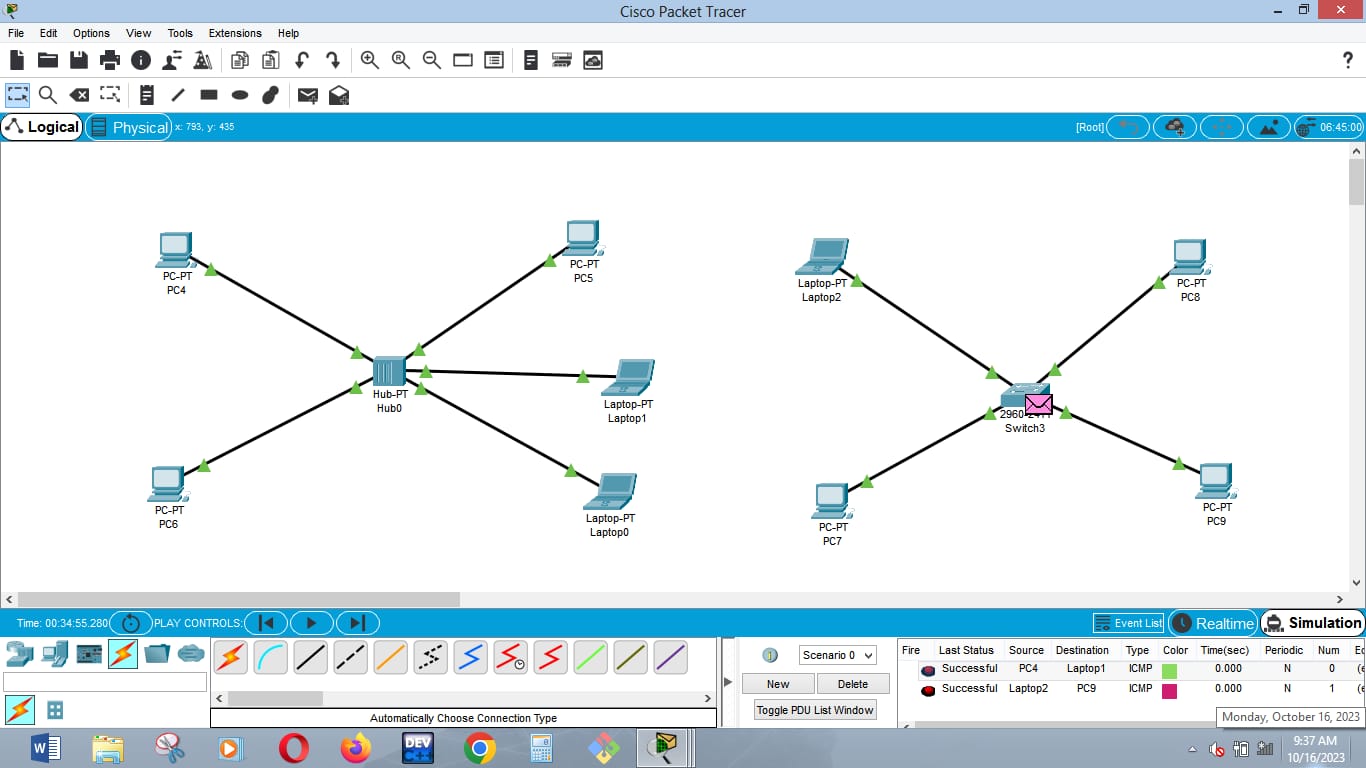 Cisco Packet Tracer
File Edit Options View Tools Extensions Help
Logical Physical x: 793, y: 435 [Root] 06:45:00
PC-PT
PC4
PC-PT
PC5
Laptop-PT
Laptop2
PC-PT
PC8
Hub-PT
Hub0
Laptop-PT
Laptop1
Switch3
PC-PT
PC6
Laptop-PT
Laptop0
PC-PT
PC7
PC-PT
PC9
Time: 00:34:55.280 PLAY CONTROLS: Event List Realtime Simulation
Scenario 0
New Delete
Toggle PDU List Window
Automatically Choose Connection Type
Fire Last Status Source Destination Type Color Time(sec) Periodic Num
Successful PC4 Laptop1 ICMP 0.000 N 0
Successful Laptop2 PC9 ICMP 0.000 N 1
Monday, October 16, 2023
DEV C++
9:37 AM
10/16/2023